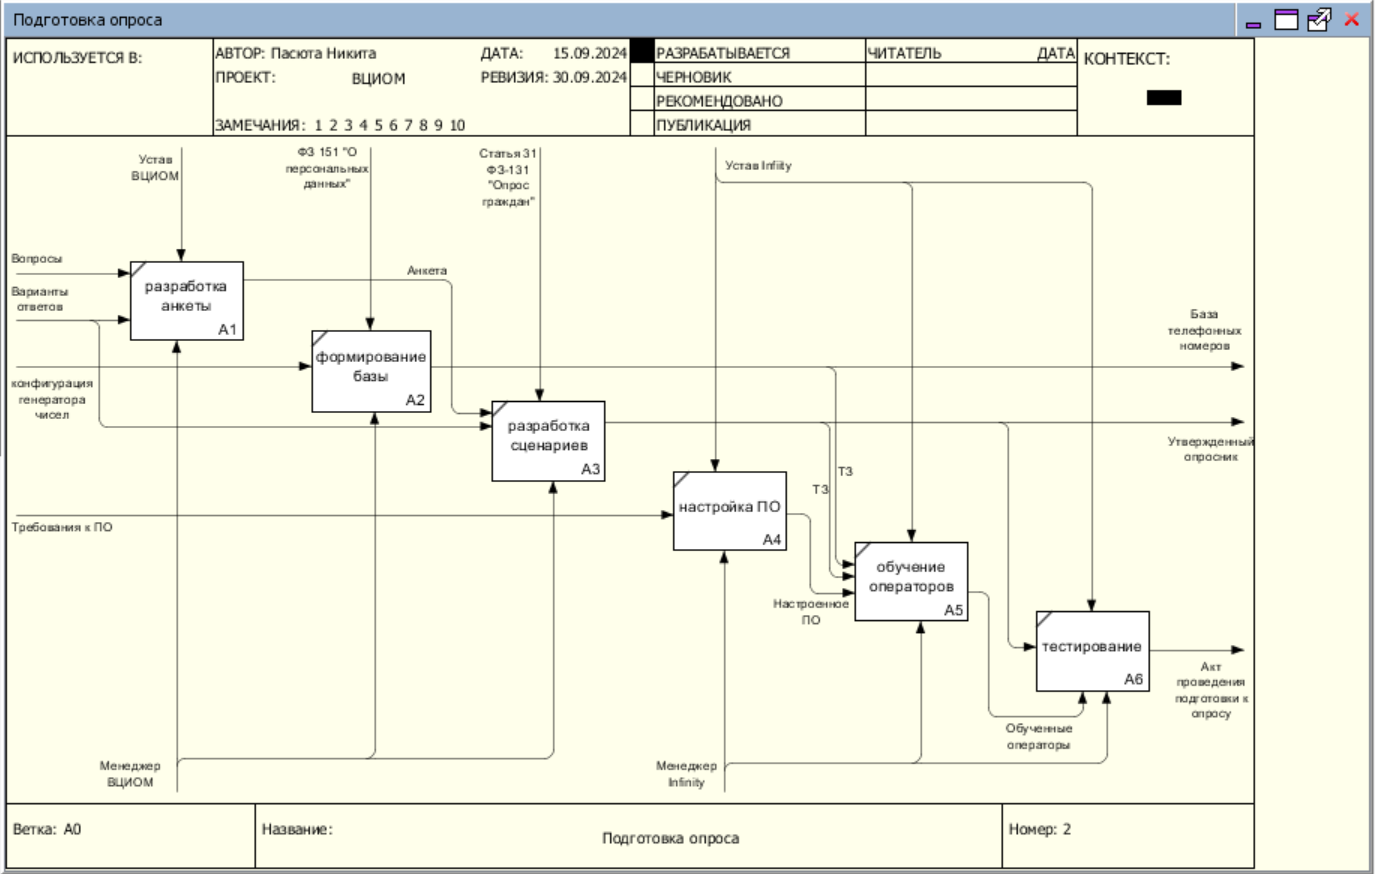 Подготовка опроса
ИСПОЛЬЗУЕТСЯ В:
АВТОР: Пасюта Никита
ДАТА: 15.09.2024
ПРОЕКТ: ВЦИОМ
РЕВИЗИЯ: 30.09.2024
ЗАМЕЧАНИЯ: 1 2 3 4 5 6 7 8 9 10
РАЗРАБАТЫВАЕТСЯ
ЧЕРНОВИК
РЕКОМЕНДОВАНО
ПУБЛИКАЦИЯ
ЧИТАТЕЛЬ
ДАТА
КОНТЕКСТ:
Устав
ВЦИОМ
ФЗ 151 "О
персональных
данных"
Статья 31
ФЗ-131
"Опрос
граждан"
Устав Infiity
Вопросы
Варианты
ответов
разработка
анкеты
A1
Анкета
конфигурация
генератора
чисел
формирование
базы
A2
База
телефонных
номеров
разработка
сценариев
A3
Утвержденный
опросник
ТЗ
ТЗ
Требования к ПО
настройка ПО
A4
Настроенное
ПО
обучение
операторов
A5
тестирование
A6
Акт
проведения
подготовки к
опросу
Обученные
операторы
Менеджер
ВЦИОМ
Менеджер
Infinity
Ветка: A0
Название:
Подготовка опроса
Номер: 2